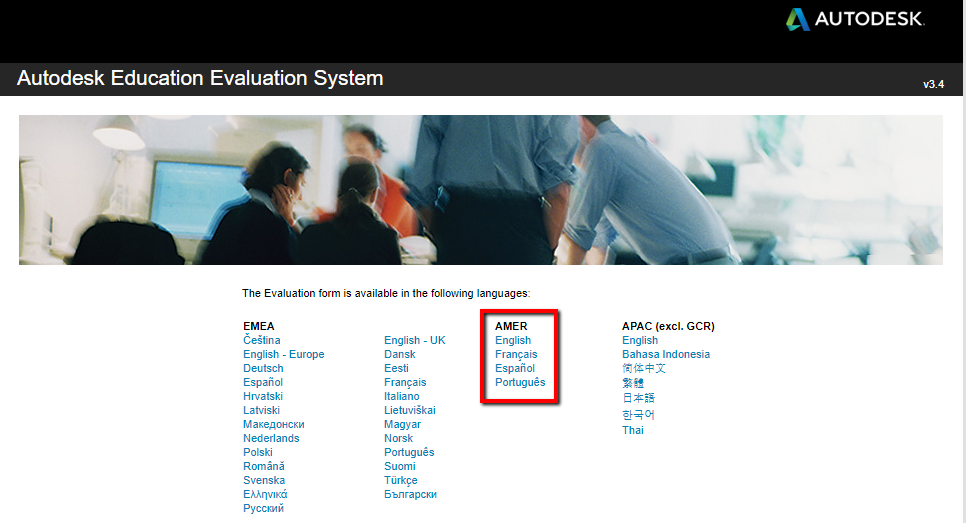 AUTODESK.
Autodesk Education Evaluation System
v3.4
The Evaluation form is available in the following languages:
EMEA
Čeština
English - Europe
Deutsch
Español
Hrvatski
Latviski
Македонски
Nederlands
Polski
Română
Svenska
Ελληνικά
Русский
English - UK
Dansk
Eesti
Français
Italiano
Lietuviškai
Magyar
Norsk
Português
Suomi
Türkçe
Български
AMER
English
Français
Español
Português
APAC (excl. GCR)
English
Bahasa Indonesia
简体中文
繁體
日本語
한국어
Thai